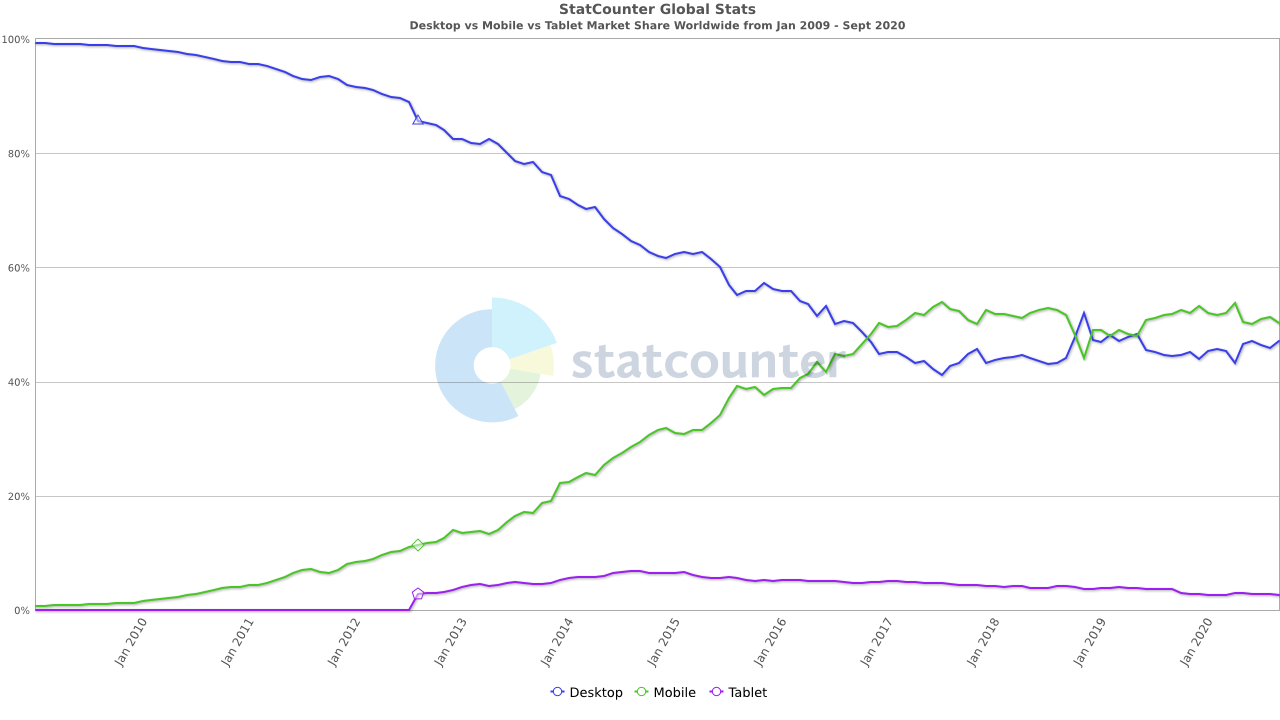 StatCounter Global Stats
Desktop vs Mobile vs Tablet Market Share Worldwide from Jan 2009 - Sept 2020
100%
80%
60%
statcounter
40%
20%
0%
Jan 2010
Jan 2011
Jan 2012
Jan 2013
Jan 2014
Jan 2015
Jan 2016
Jan 2017
Jan 2018
Jan 2019
Jan 2020
Desktop Mobile Tablet